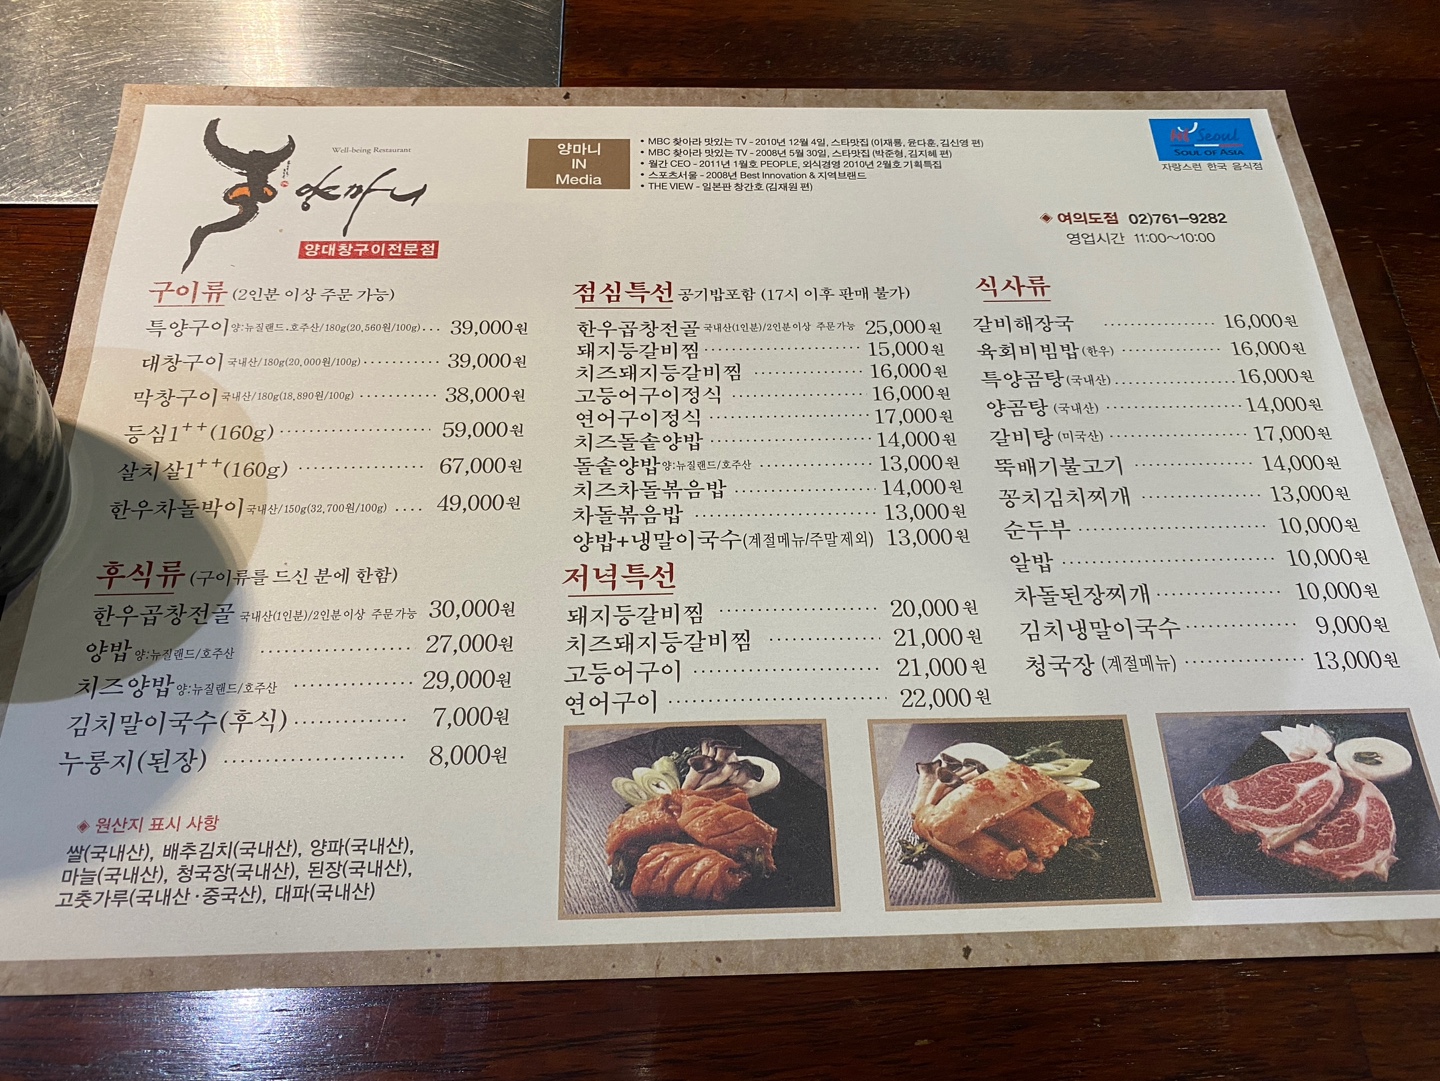 Well-being Restaurant
양마니
양대창구이전문점
양마니
IN
Media
• MBC 찾아라 맛있는 TV - 2010년 12월 4일, 스타맛집 (이재룡, 윤다훈, 김신영 편)
• MBC 찾아라 맛있는 TV - 2008년 5월 30일, 스타맛집 (박준형, 김지혜 편)
• 월간 CEO - 2011년 1월호 PEOPLE, 외식경영 2010년 2월호 기획특집
• 스포츠서울 - 2008년 Best Innovation & 지역브랜드
• THE VIEW - 일본판 창간호 (김재원 편)
Hi Seoul
SOUL OF ASIA
자랑스런 한국 음식점
◈ 여의도점 02)761-9282
영업시간 11:00~10:00
구이류 (2인분 이상 주문 가능)
특양구이 양:뉴질랜드.호주산/180g(20,560원/100g)... 39,000원
대창구이 국내산/180g(20,000원/100g) 39,000원
막창구이 국내산/180g(18,890원/100g) 38,000원
등심1++(160g) 59,000원
살치살1++(160g) 67,000원
한우차돌박이 국내산/150g(32,700원/100g) .... 49,000원
후식류 (구이류를 드신 분에 한함)
한우곱창전골 국내산(1인분)/2인분이상 주문가능 30,000원
양밥 양:뉴질랜드/호주산 27,000원
치즈양밥 양:뉴질랜드/호주산 29,000원
김치말이국수(후식) 7,000원
누룽지(된장) 8,000원
◈ 원산지 표시 사항
쌀(국내산), 배추김치(국내산), 양파(국내산),
마늘(국내산), 청국장(국내산), 된장(국내산),
고춧가루(국내산·중국산), 대파(국내산)
점심특선 공기밥포함 (17시 이후 판매 불가)
한우곱창전골 국내산(1인분)/2인분이상 주문가능 25,000원
돼지등갈비찜 15,000원
치즈돼지등갈비찜 16,000원
고등어구이정식 16,000원
연어구이정식 17,000원
치즈돌솥양밥 14,000원
돌솥양밥 양:뉴질랜드/호주산 13,000원
치즈차돌볶음밥 14,000원
차돌볶음밥 13,000원
양밥+냉말이국수(계절메뉴/주말제외) 13,000원
저녁특선
돼지등갈비찜 20,000원
치즈돼지등갈비찜 21,000원
고등어구이 21,000원
연어구이 22,000원
식사류
갈비해장국 16,000원
육회비빔밥(한우) 16,000원
특양곰탕(국내산) 16,000원
양곰탕 (국내산) 14,000원
갈비탕 (미국산) 17,000원
뚝배기불고기 14,000원
꽁치김치찌개 13,000원
순두부 10,000원
알밥 10,000원
차돌된장찌개 10,000원
김치냉말이국수 9,000원
청국장 (계절메뉴) 13,000원